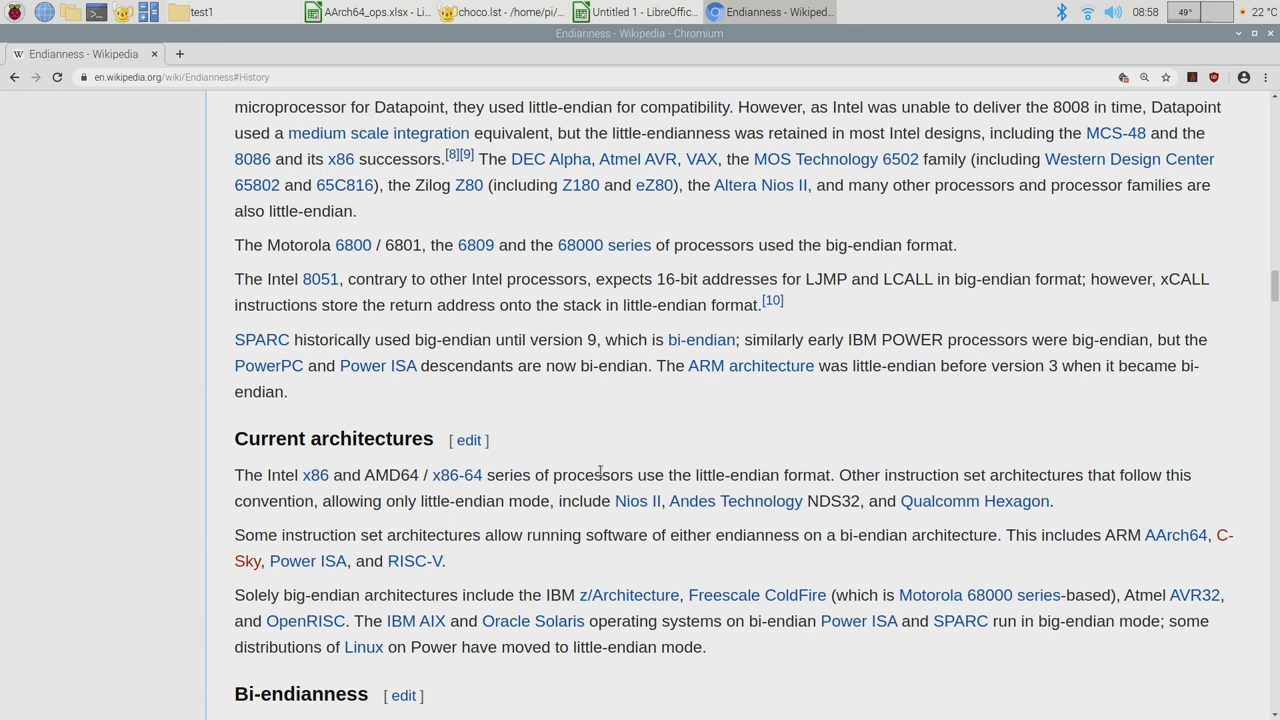 test1
AArch64_ops.xlsx - Li...
choco.lst - /home/pi/...
Untitled 1 - LibreOffic...
Endianness - Wikiped...
08:58
49°
22 °C
Endianness - Wikipedia - Chromium
W Endianness - Wikipedia × +
en.wikipedia.org/wiki/Endianness#History
microprocessor for Datapoint, they used little-endian for compatibility. However, as Intel was unable to deliver the 8008 in time, Datapoint
used a medium scale integration equivalent, but the little-endianness was retained in most Intel designs, including the MCS-48 and the
8086 and its x86 successors.[8][9] The DEC Alpha, Atmel AVR, VAX, the MOS Technology 6502 family (including Western Design Center
65802 and 65C816), the Zilog Z80 (including Z180 and eZ80), the Altera Nios II, and many other processors and processor families are
also little-endian.
The Motorola 6800 / 6801, the 6809 and the 68000 series of processors used the big-endian format.
The Intel 8051, contrary to other Intel processors, expects 16-bit addresses for LJMP and LCALL in big-endian format; however, xCALL
instructions store the return address onto the stack in little-endian format.[10]
SPARC historically used big-endian until version 9, which is bi-endian; similarly early IBM POWER processors were big-endian, but the
PowerPC and Power ISA descendants are now bi-endian. The ARM architecture was little-endian before version 3 when it became bi-
endian.
Current architectures [ edit ]
The Intel x86 and AMD64 / x86-64 series of processors use the little-endian format. Other instruction set architectures that follow this
convention, allowing only little-endian mode, include Nios II, Andes Technology NDS32, and Qualcomm Hexagon.
Some instruction set architectures allow running software of either endianness on a bi-endian architecture. This includes ARM AArch64, C-
Sky, Power ISA, and RISC-V.
Solely big-endian architectures include the IBM z/Architecture, Freescale ColdFire (which is Motorola 68000 series-based), Atmel AVR32,
and OpenRISC. The IBM AIX and Oracle Solaris operating systems on bi-endian Power ISA and SPARC run in big-endian mode; some
distributions of Linux on Power have moved to little-endian mode.
Bi-endianness [ edit ]